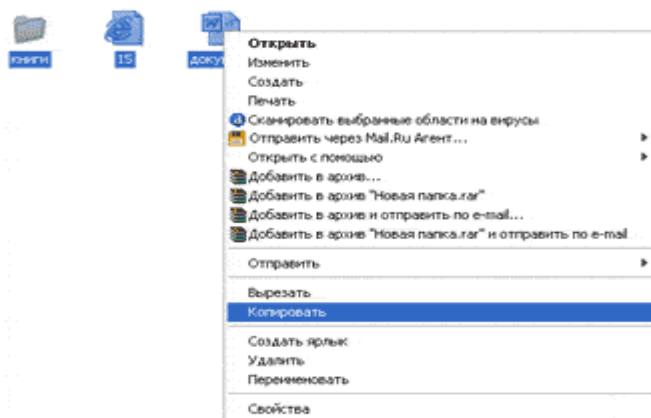 книги
15
Открыть
Изменить
Создать
Печать
Сканировать выбранные области на вирусы
Отправить через Mail.Ru Агент...
Открыть с помощью
Добавить в архив...
Добавить в архив "Новая папка.rar"
Добавить в архив и отправить по e-mail...
Добавить в архив "Новая папка.rar" и отправить по e-mail
Отправить
Вырезать
Копировать
Создать ярлык
Удалить
Переименовать
Свойства